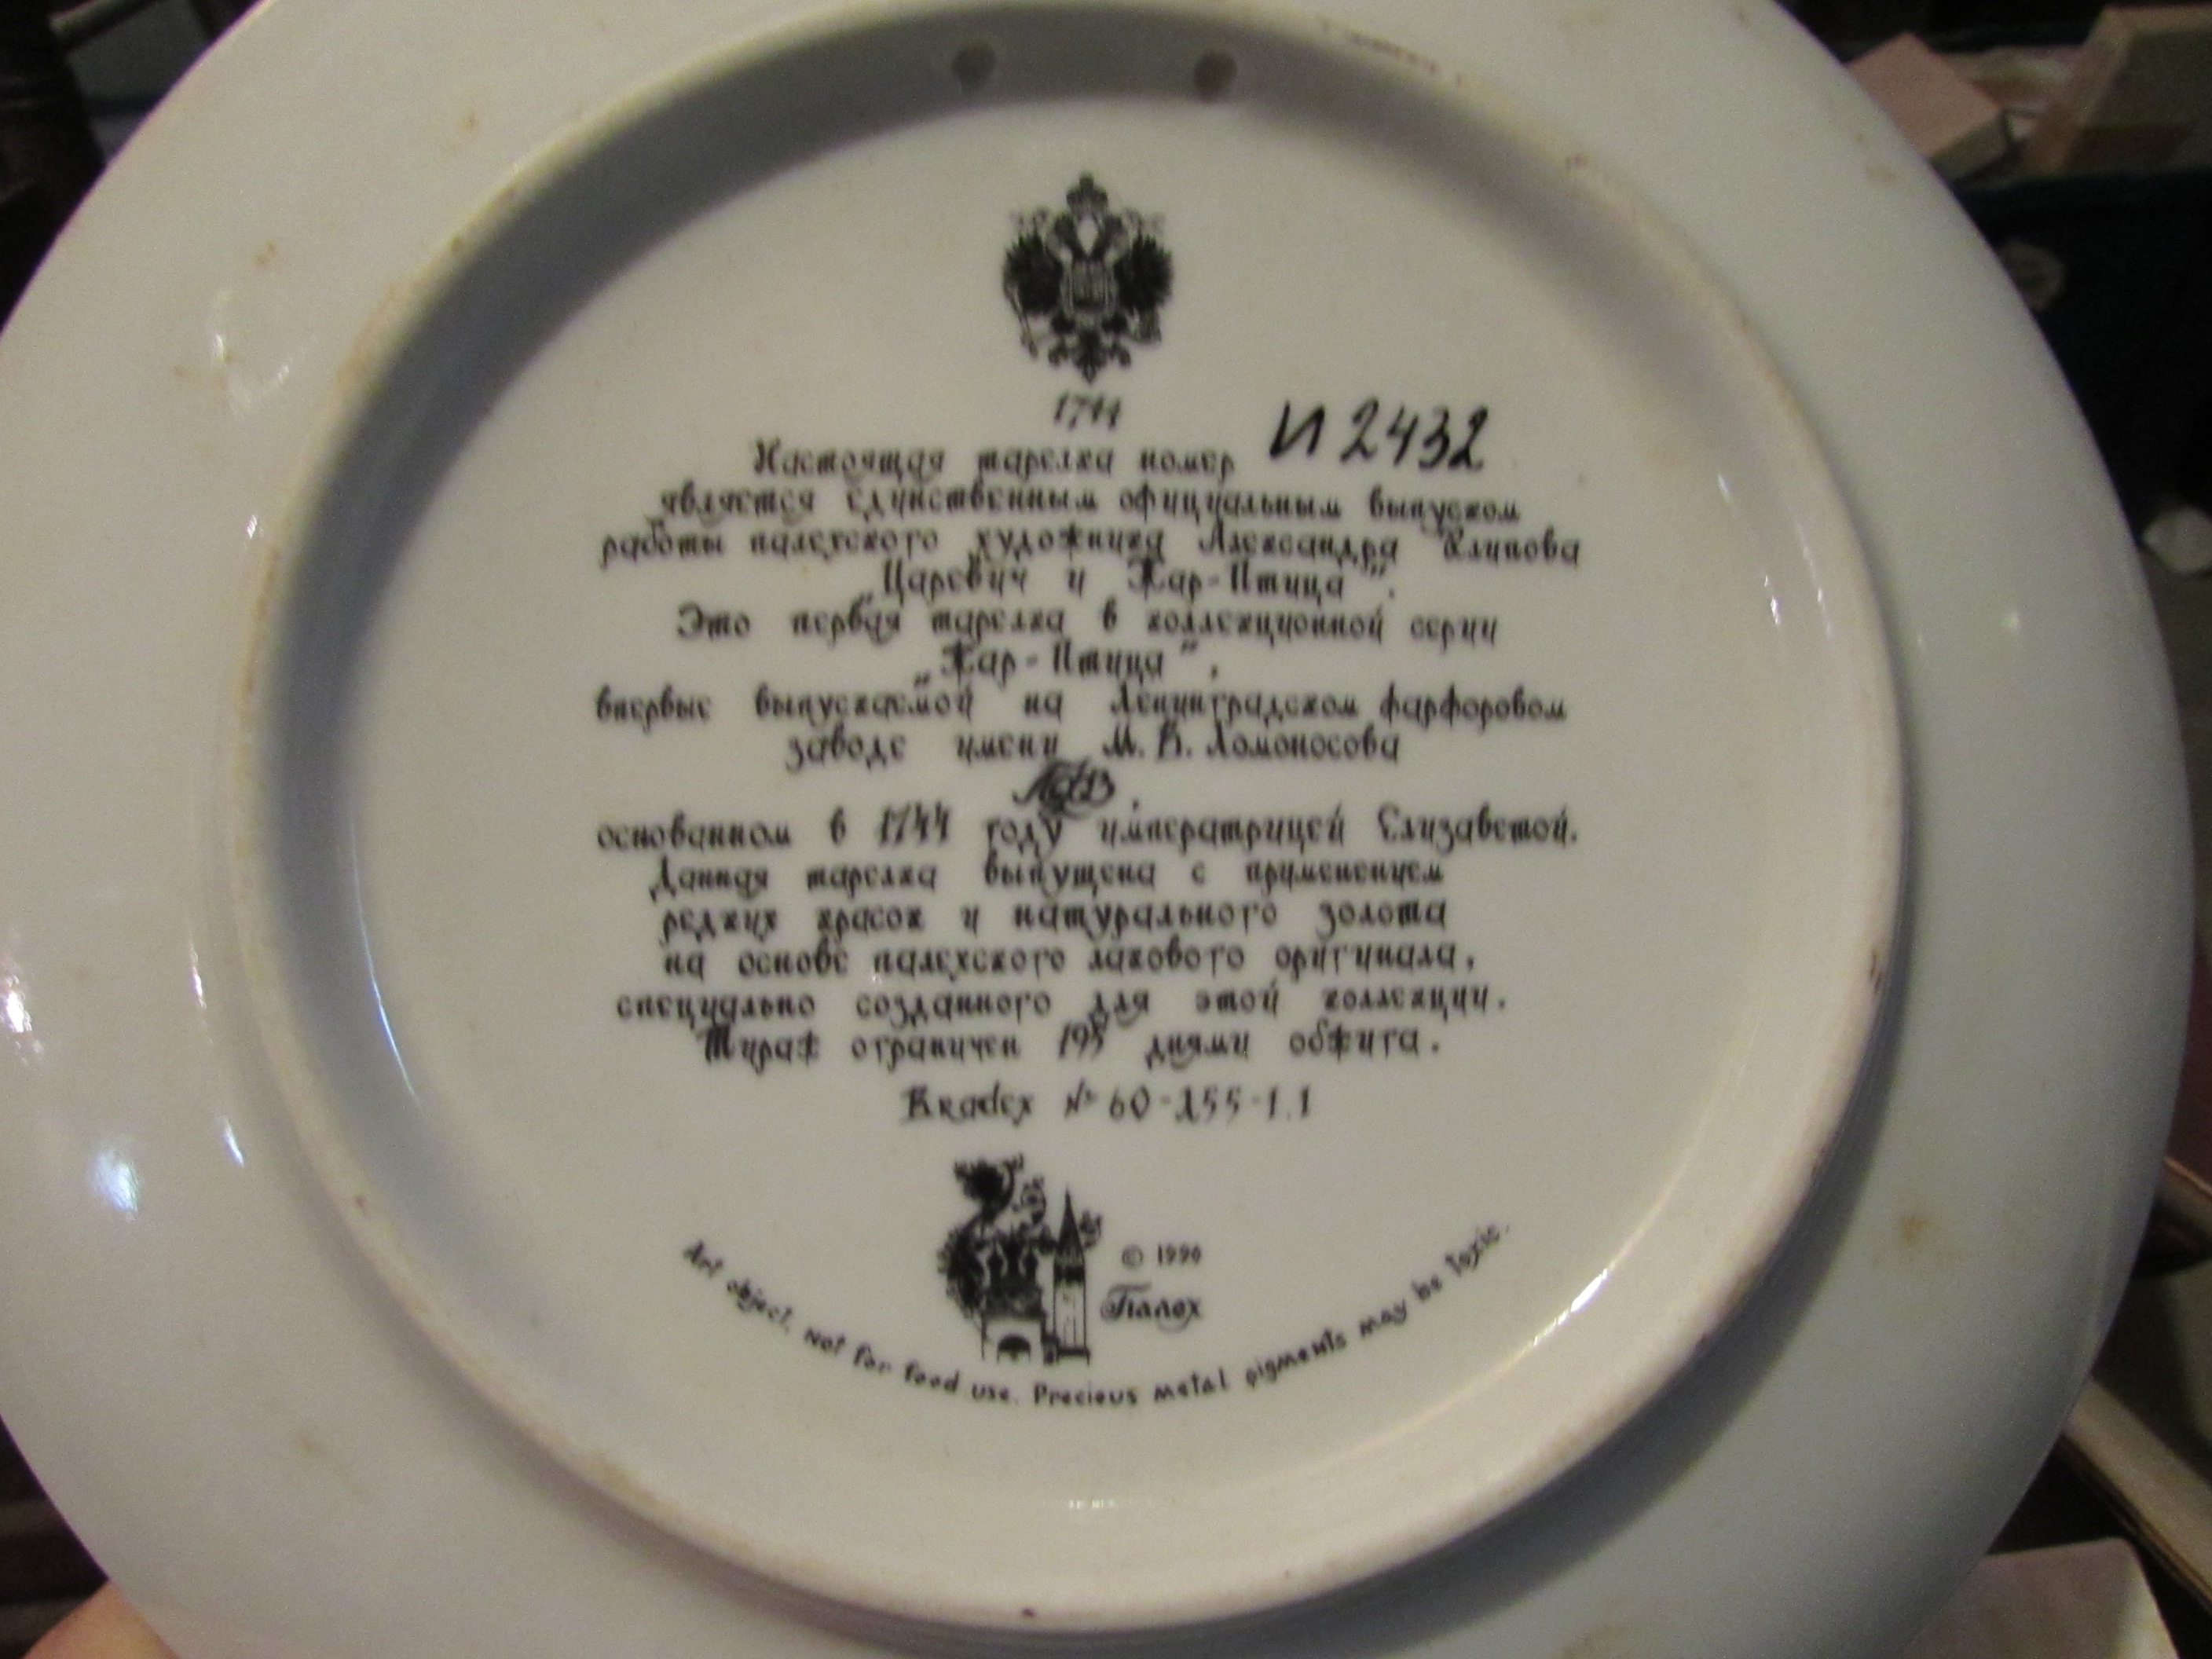 1744
Настоящая тарелка номер И 2432
является единственным официальным выпуском
работы палехского художника Александра Клипова
„Царевич и Жар-Птица”.
Это первая тарелка в коллекционной серии
„Жар-Птица”,
впервые выпускаемой на Ленинградском фарфоровом
заводе имени М. В. Ломоносова
ЛФЗ,
основанном в 1744 году императрицей Елизаветой.
Данная тарелка выпущена с применением
редких красок и натурального золота
на основе палехского лакового оригинала,
специально созданного для этой коллекции.
Тираж ограничен 195 днями обжига.
Bradex № 60-Л55-1.1
© 1990
Палех
Art object, not for food use. Precious metal pigments may be toxic.